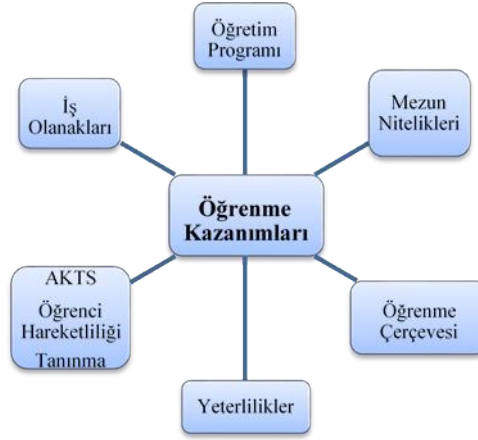 Öğretim
Programı
İş
Olanakları
Mezun
Nitelikleri
Öğrenme
Kazanımları
AKTS
Öğrenci
Hareketliliği
Tanınma
Öğrenme
Çerçevesi
Yeterlilikler